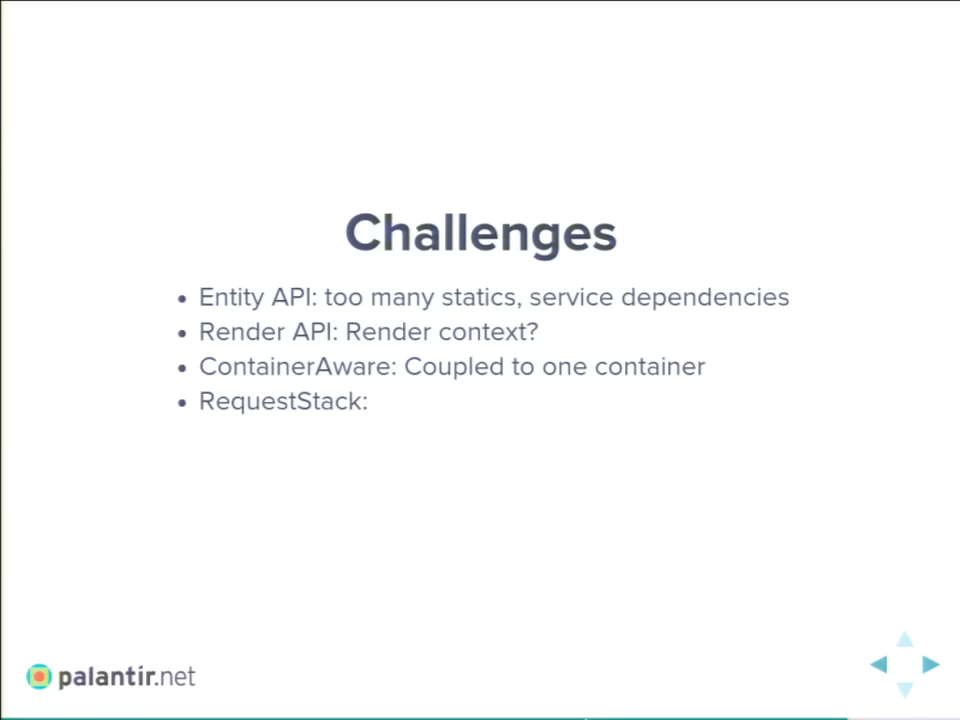 Challenges
• Entity API: too many statics, service dependencies
• Render API: Render context?
• ContainerAware: Coupled to one container
• RequestStack:
palantir.net